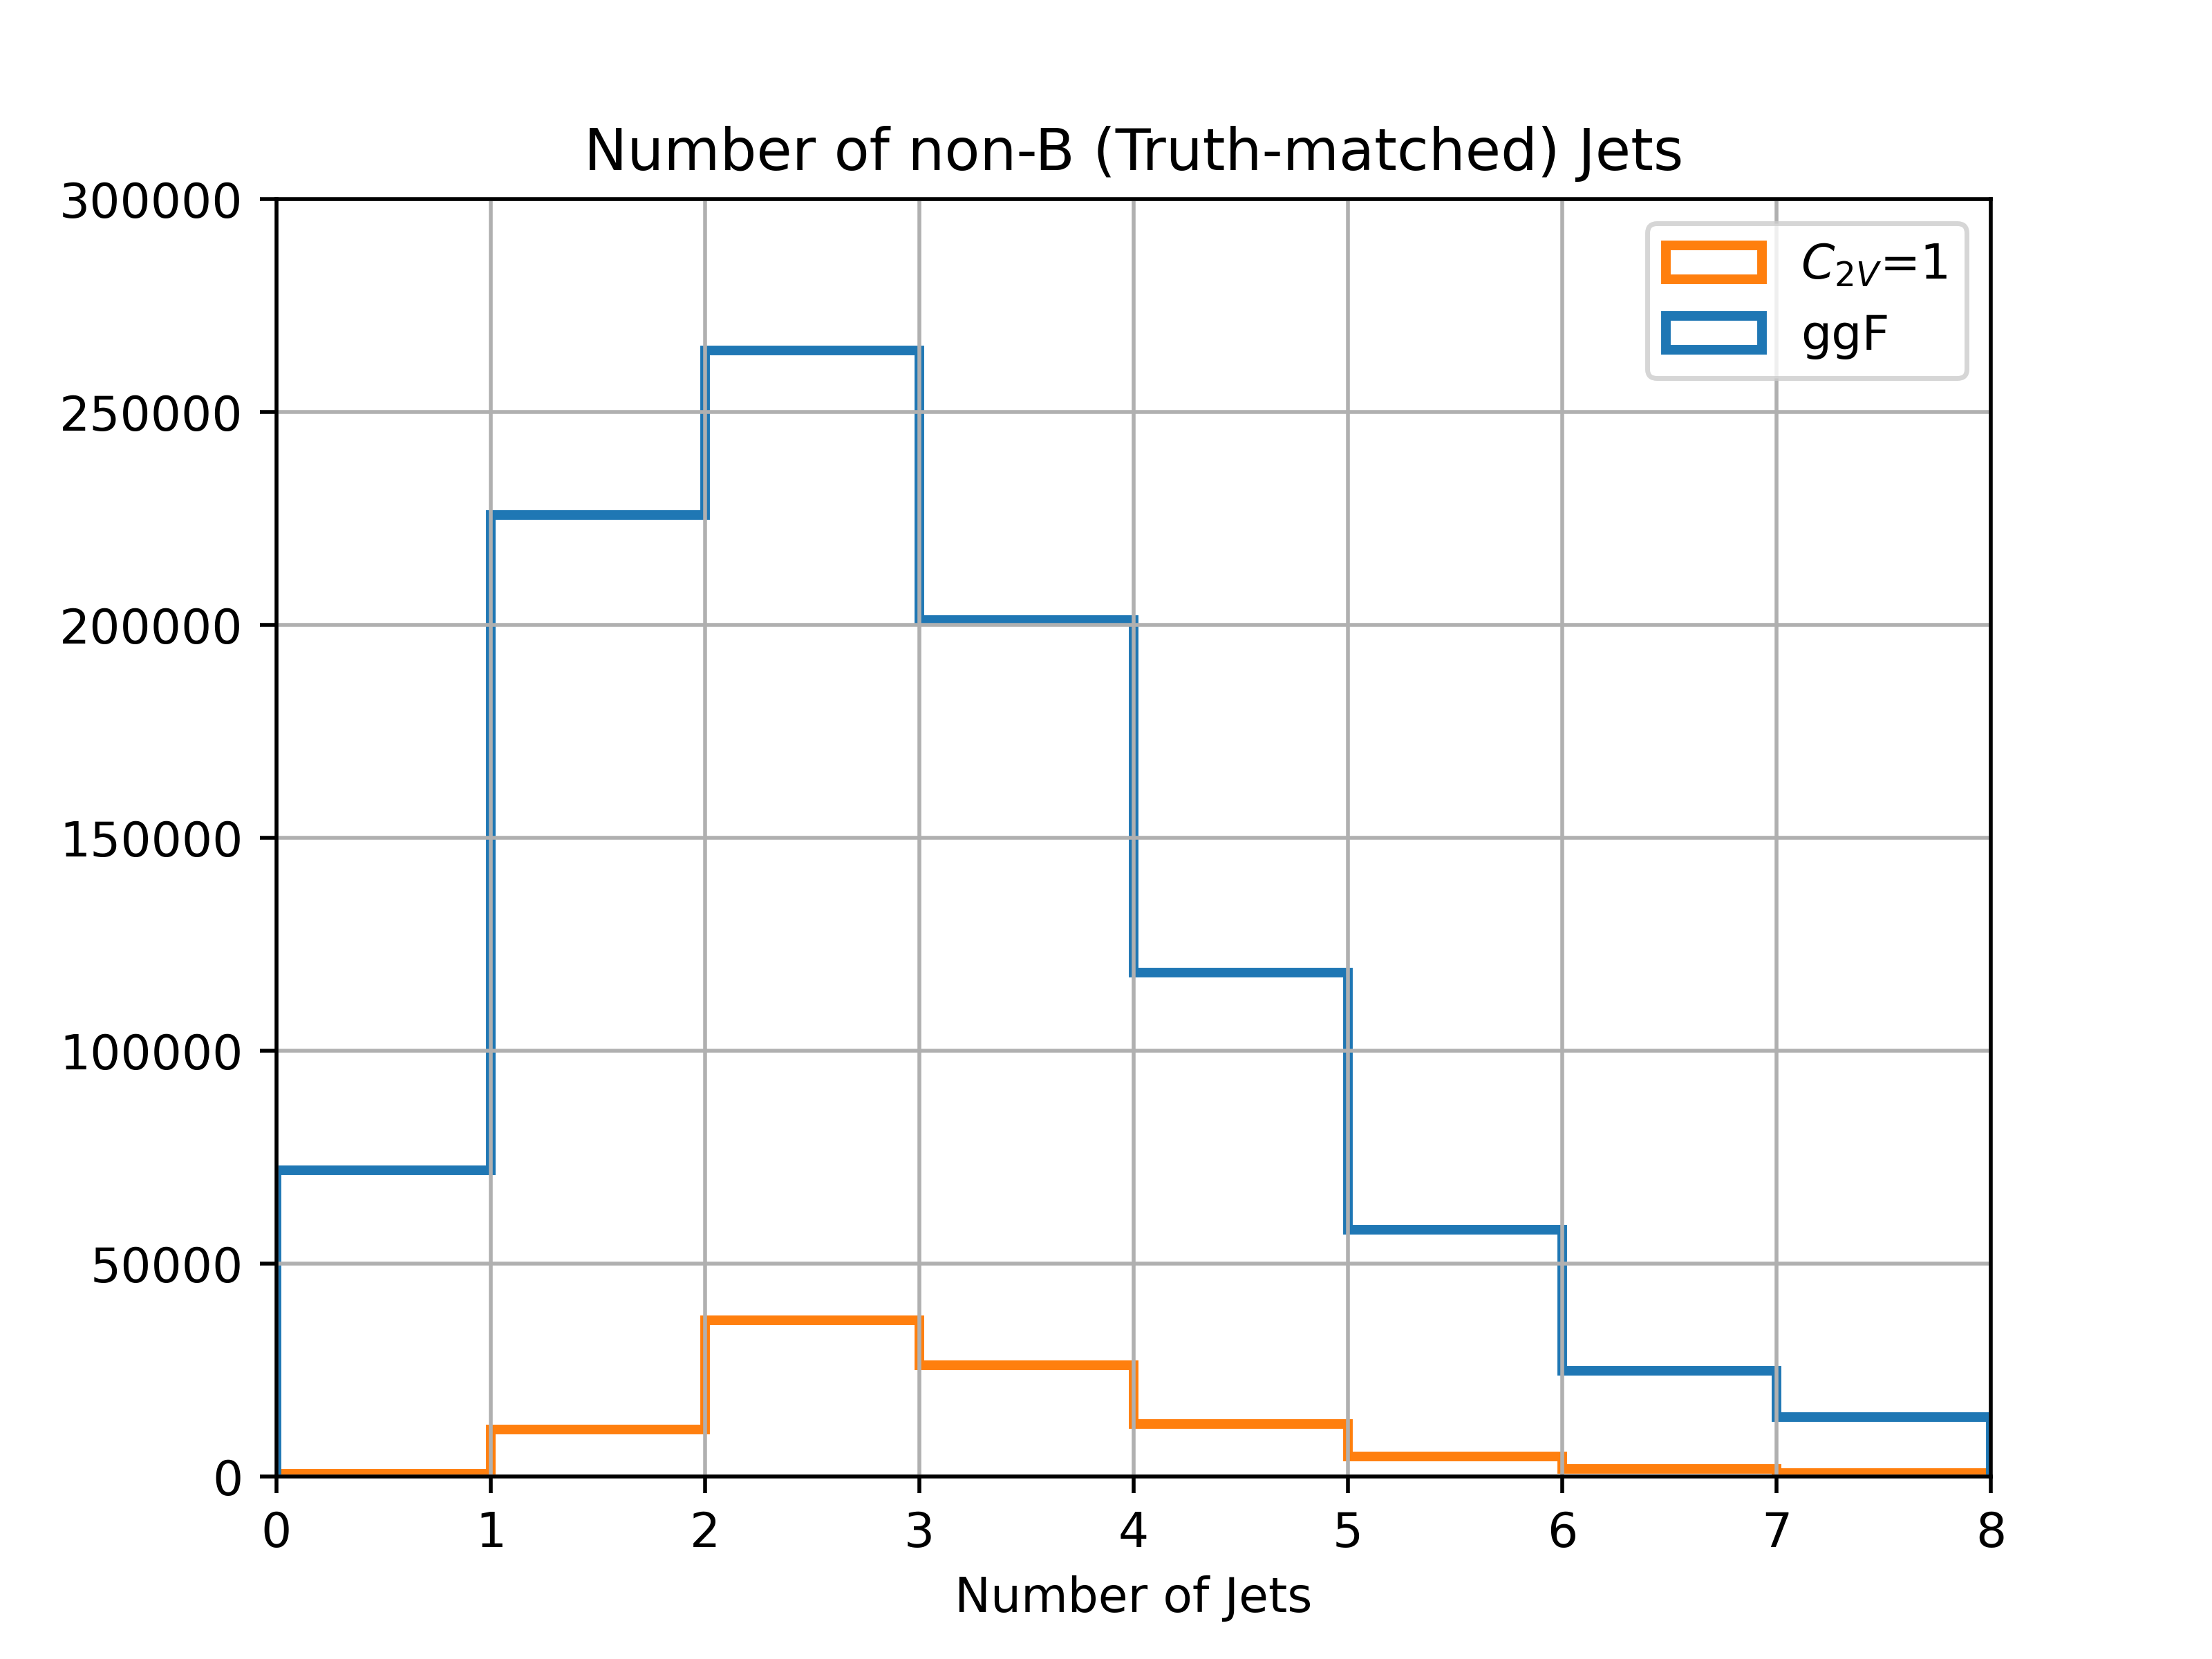 Number of non-B (Truth-matched) Jets
300000
250000
200000
150000
100000
50000
0
C2V=1
ggF
0 1 2 3 4 5 6 7 8
Number of Jets